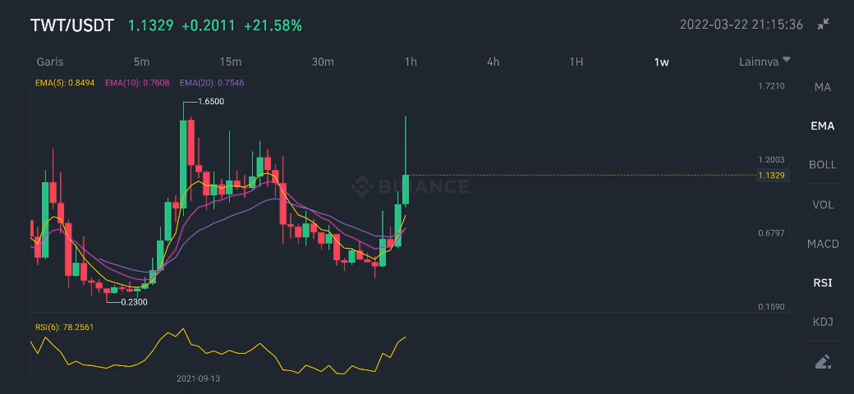 TWT/USDT 1.1329 +0.2011 +21.58% 2022-03-22 21:15:36
Garis 5m 15m 30m 1h 4h 1H 1w Lainnya
EMA(5): 0.8494 EMA(10): 0.7608 EMA(20): 0.7546
1.7210
MA
1.6500
EMA
1.2003
BOLL
1.1329
BINANCE
VOL
0.6797
MACD
RSI
0.2300
0.1590
KDJ
RSI(6): 78.2561
2021-09-13